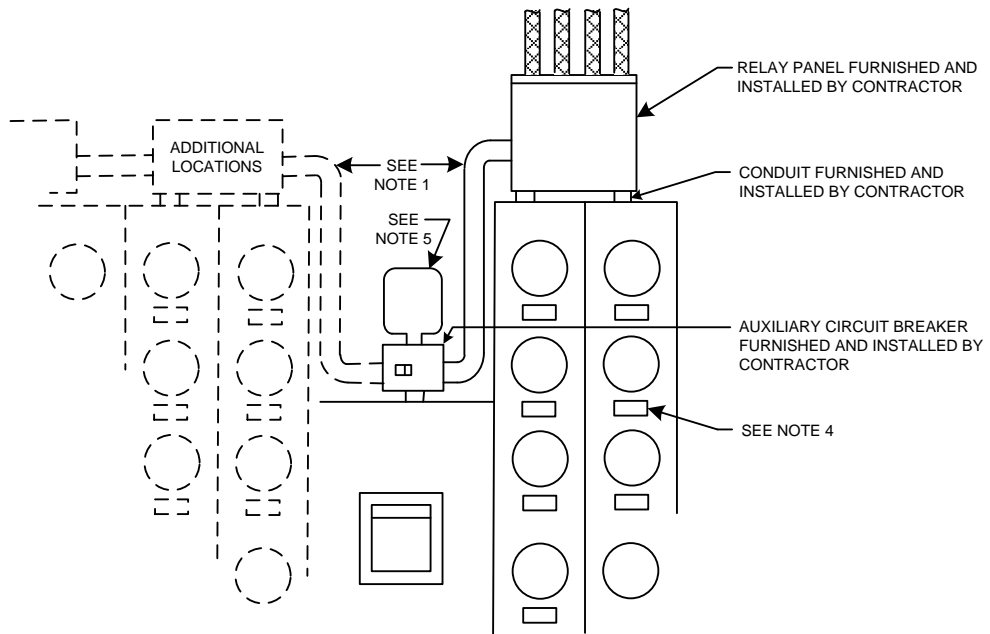 RELAY PANEL FURNISHED AND
INSTALLED BY CONTRACTOR
ADDITIONAL
LOCATIONS
SEE
NOTE 1
CONDUIT FURNISHED AND
INSTALLED BY CONTRACTOR
SEE
NOTE 5
AUXILIARY CIRCUIT BREAKER
FURNISHED AND INSTALLED BY
CONTRACTOR
SEE NOTE 4